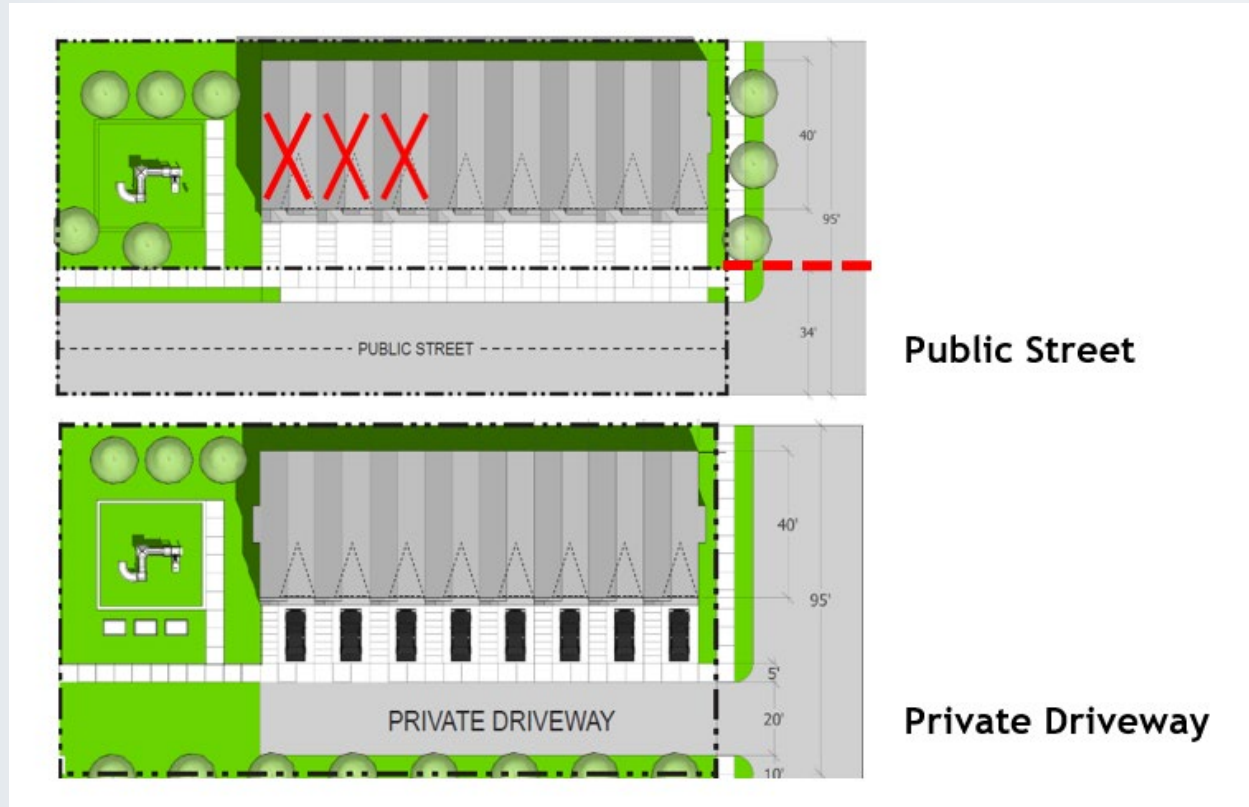 40'
95'
34'
PUBLIC STREET
Public Street
40'
95'
5'
20'
10'
PRIVATE DRIVEWAY
Private Driveway